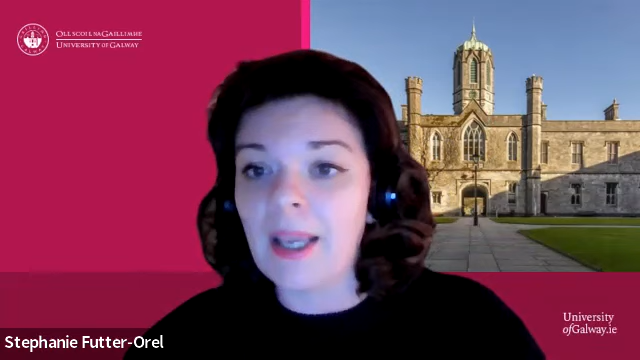 OLLSCOIL NA GAILLIMHE
UNIVERSITY OF GALWAY
University
ofGalway.ie
Stephanie Futter-Orel